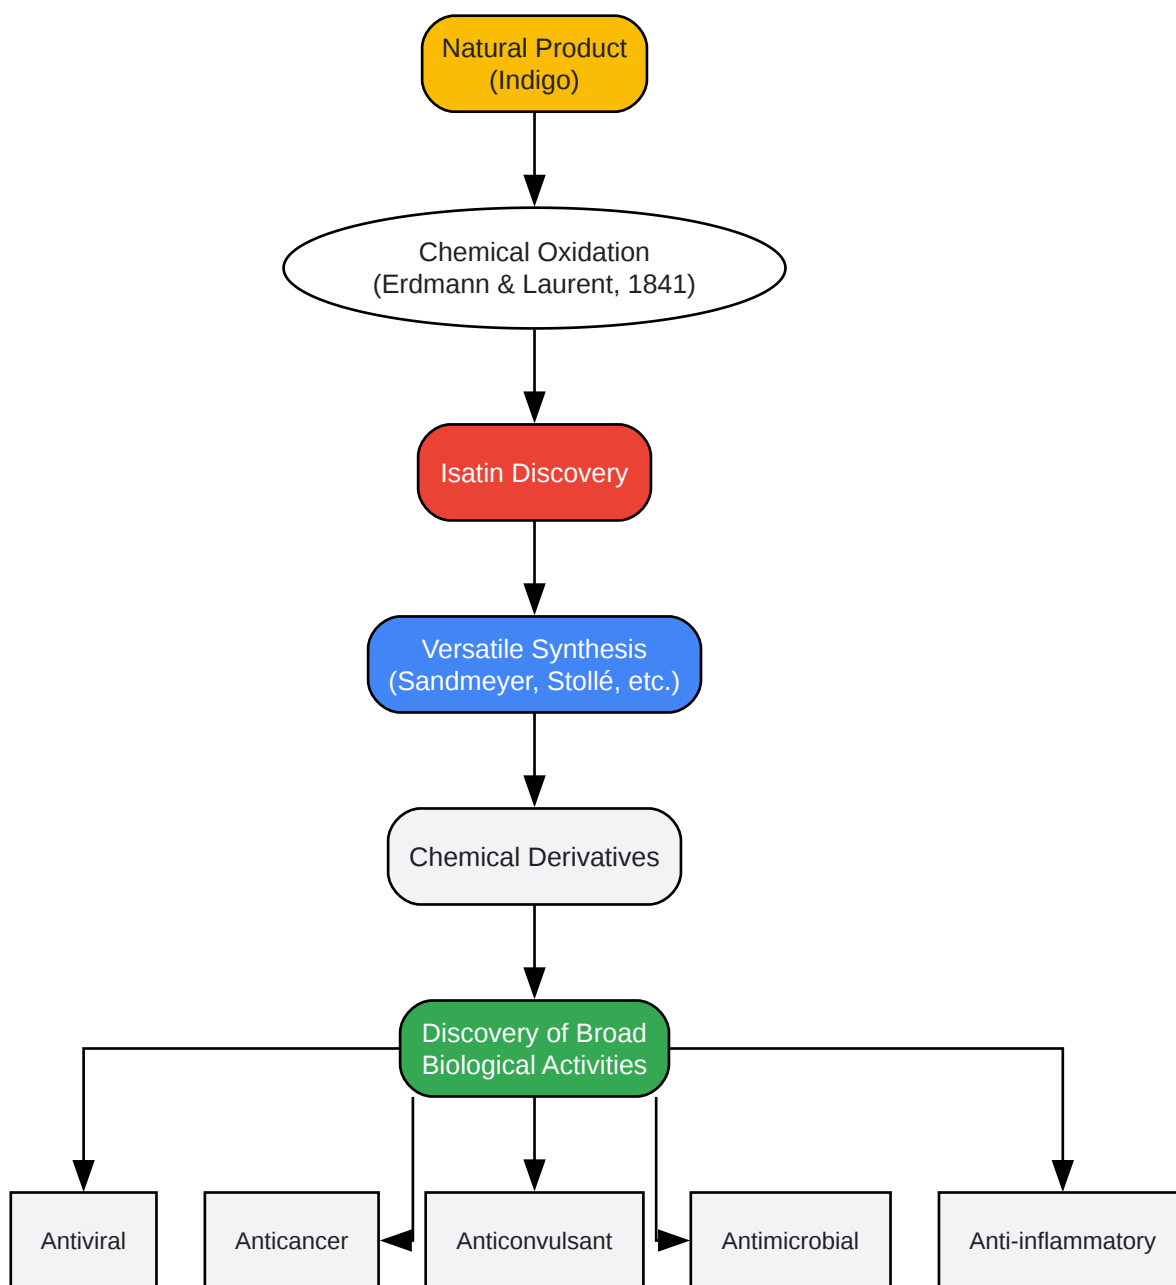 Natural Product
(Indigo)
Chemical Oxidation
(Erdmann & Laurent, 1841)
Isatin Discovery
Versatile Synthesis
(Sandmeyer, Stollé, etc.)
Chemical Derivatives
Discovery of Broad
Biological Activities
Antiviral
Anticancer
Anticonvulsant
Antimicrobial
Anti-inflammatory